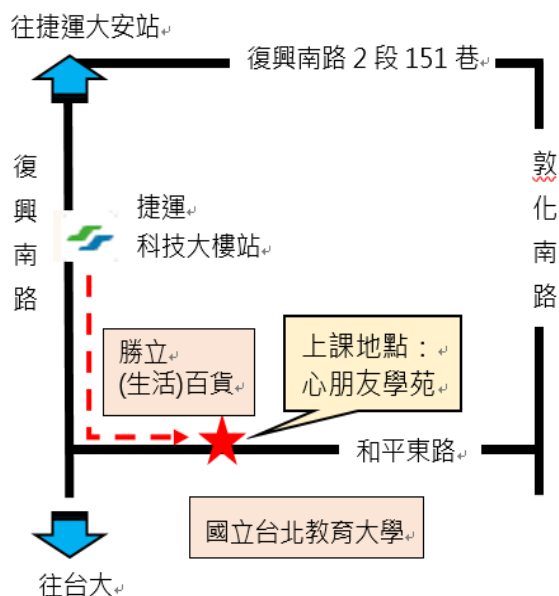 往捷運大安站
復興南路 2 段 151 巷
復興南路
敦化南路
捷運
科技大樓站
勝立
(生活)百貨
上課地點：
心朋友學苑
和平東路
國立台北教育大學
往台大